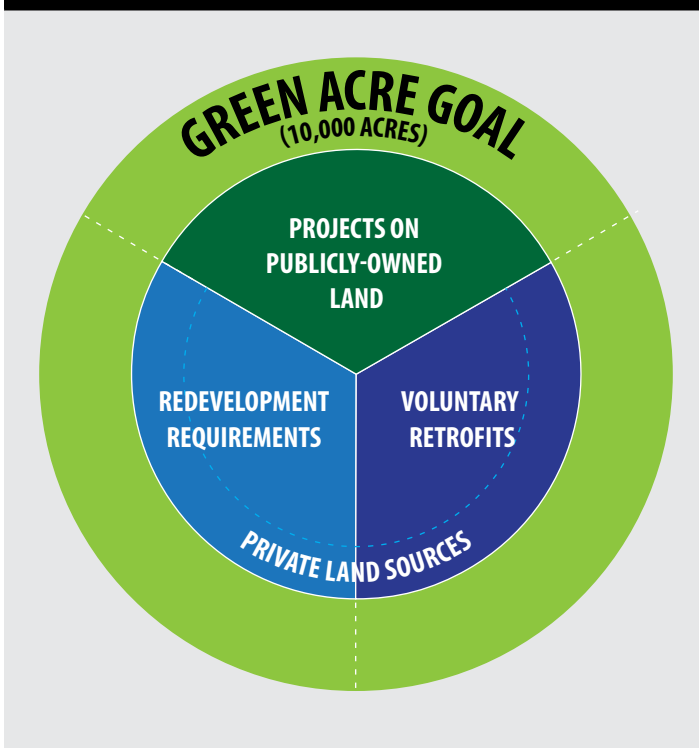 GREEN ACRE GOAL
(10,000 ACRES)
PROJECTS ON
PUBLICLY-OWNED
LAND
REDEVELOPMENT
REQUIREMENTS
VOLUNTARY
RETROFITS
PRIVATE LAND SOURCES